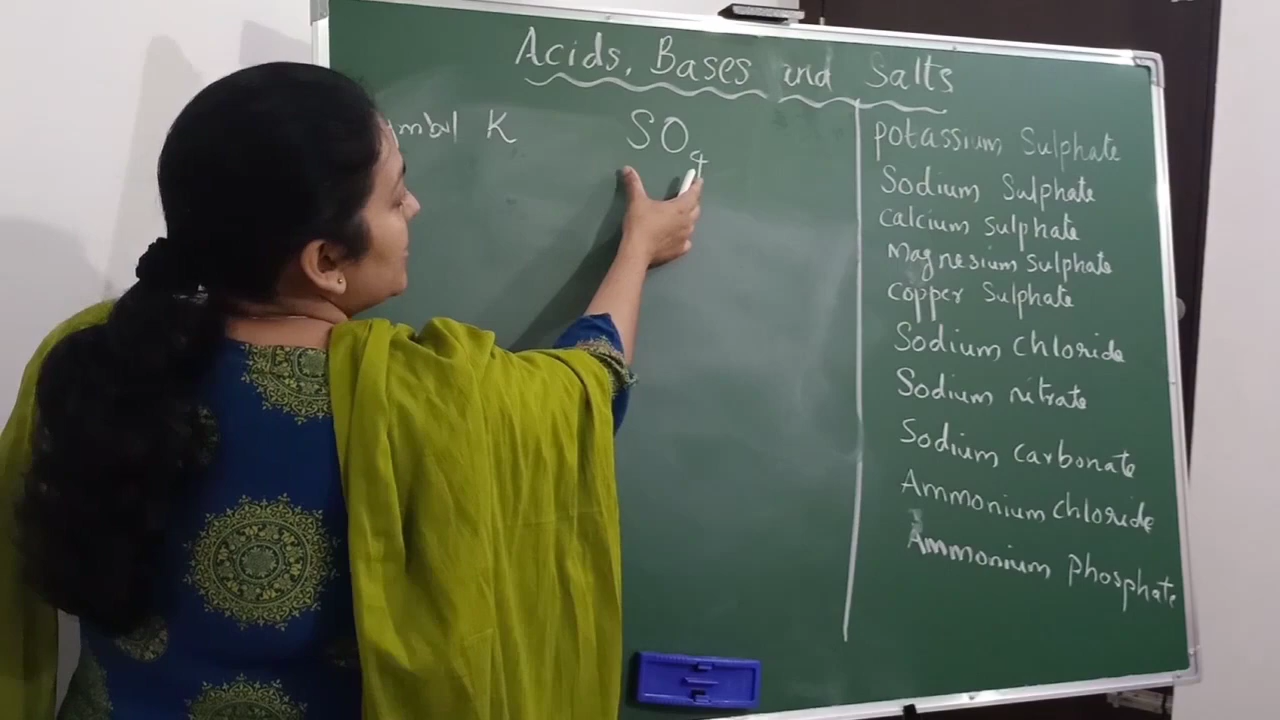 Acids, Bases and Salts
mbol K SO4
Potassium Sulphate
Sodium Sulphate
Calcium Sulphate
Magnesium Sulphate
Copper Sulphate
Sodium Chloride
Sodium nitrate
Sodium carbonate
Ammonium Chloride
Ammonium Phosphate